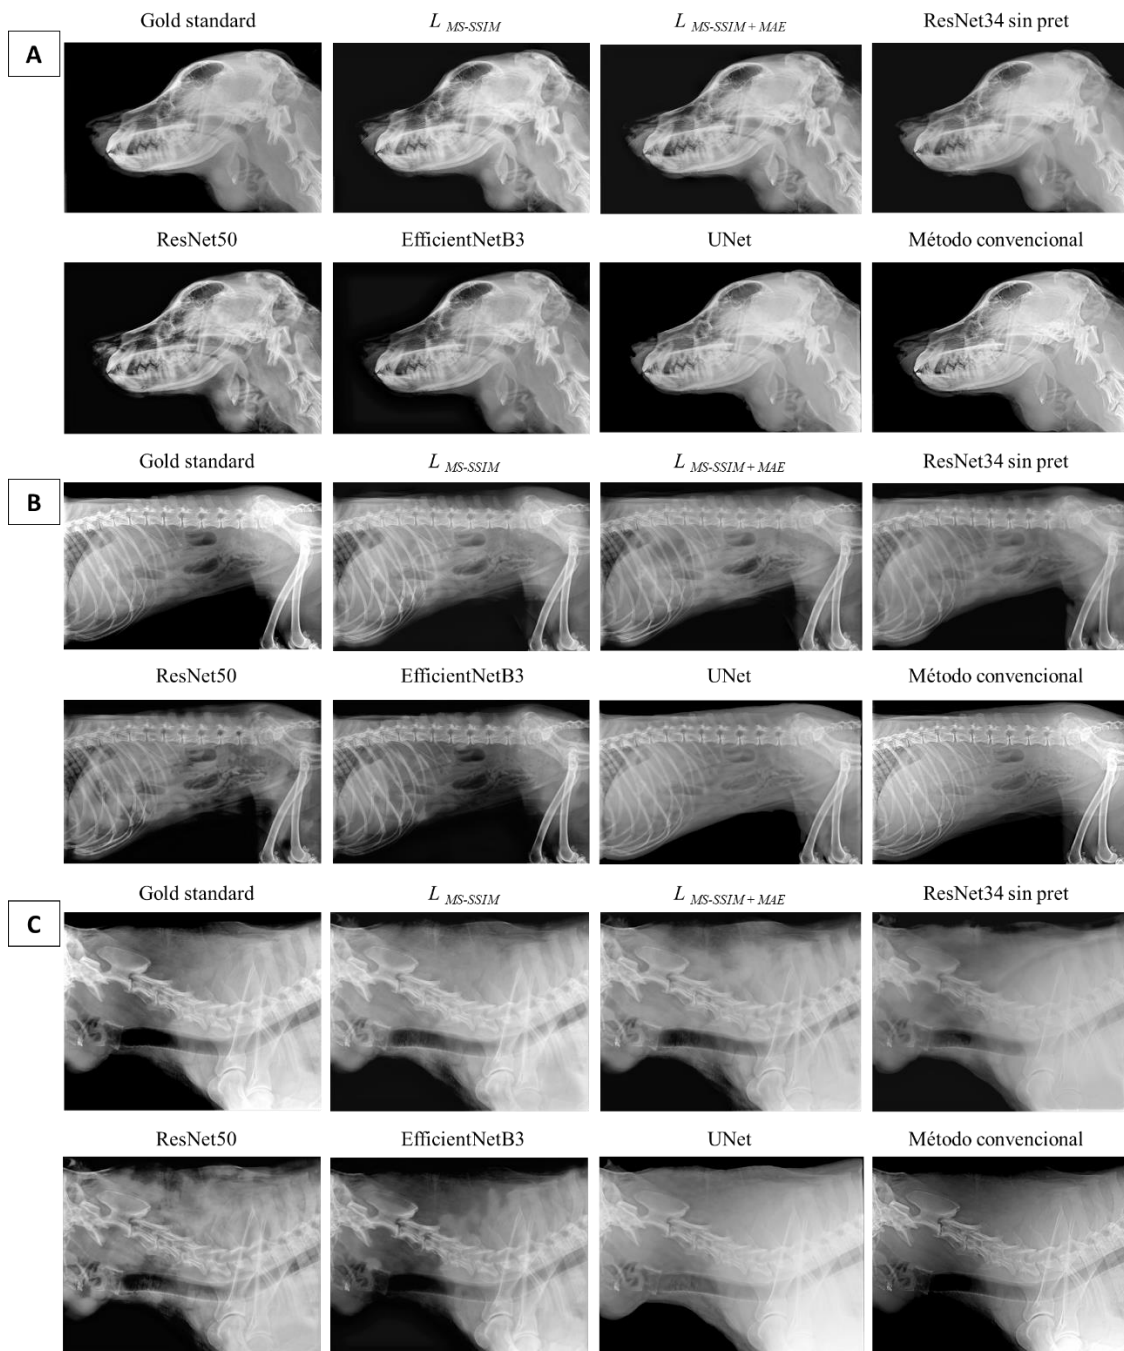 Gold standard L MS-SSIM L MS-SSIM + MAE ResNet34 sin pret
A
ResNet50 EfficientNetB3 UNet Método convencional
Gold standard L MS-SSIM L MS-SSIM + MAE ResNet34 sin pret
B
ResNet50 EfficientNetB3 UNet Método convencional
Gold standard L MS-SSIM L MS-SSIM + MAE ResNet34 sin pret
C
ResNet50 EfficientNetB3 UNet Método convencional